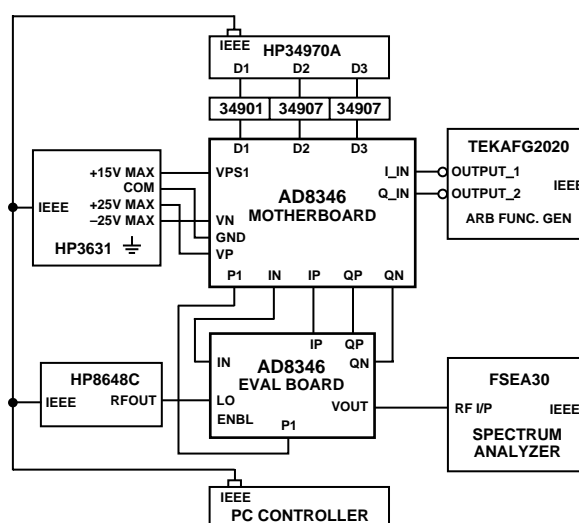 IEEE
HP34970A
D1 D2 D3
34901 34907 34907
D1 D2 D3
+15V MAX
COM
+25V MAX
–25V MAX
IEEE
HP3631
VPS1
VN
GND
VP
AD8346
MOTHERBOARD
I_IN
Q_IN
P1 IN IP QP QN
TEKAFG2020
OUTPUT_1
IEEE
OUTPUT_2
ARB FUNC. GEN
HP8648C
IEEE RFOUT
IP QP
IN QN
AD8346
EVAL BOARD
LO
ENBL
VOUT
P1
FSEA30
RF I/P IEEE
SPECTRUM
ANALYZER
IEEE
PC CONTROLLER